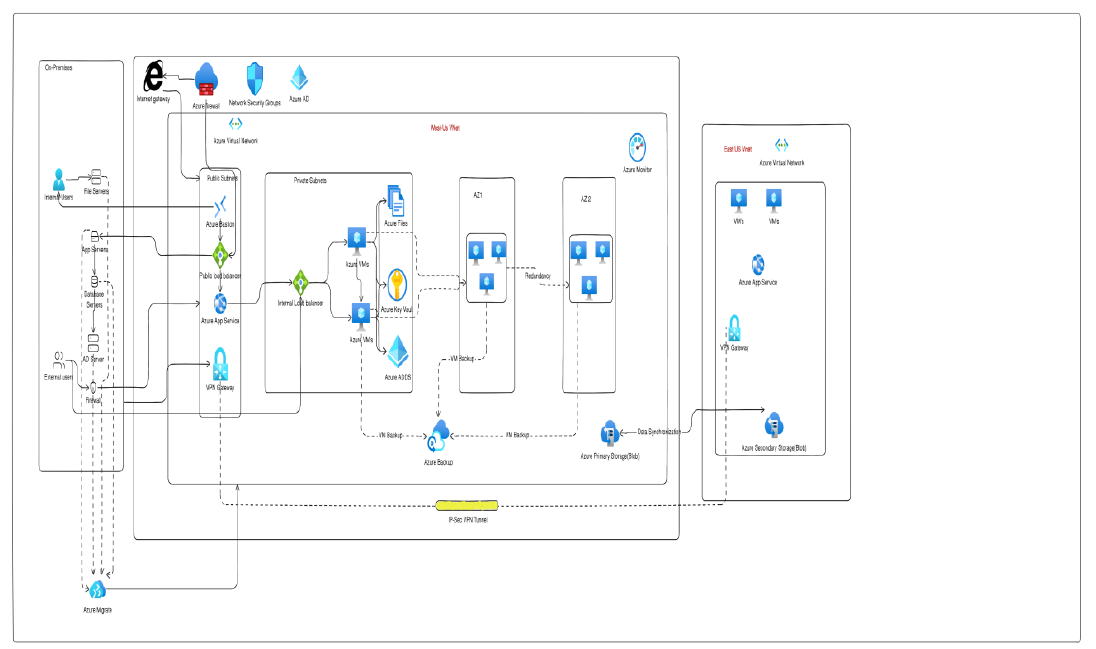 On-Premises
Internet gateway
Azure firewall
Network Security Groups
Azure AD
Azure Virtual Network
West-Us VNet
Azure Monitor
East US Vnet
Azure Virtual Network
Internal Users
File Servers
Public Subnets
Private Subnets
AZ1
AZ2
Azure Bastion
Azure Files
VM's
VMs
App Servers
Public load balancer
Azure VMs
Redundancy
Azure App Service
Database
Servers
Azure App Service
Internal Load balancer
Azure Key Vault
Azure VMs
AD Server
External users
Firewall
VPN Gateway
Azure ADDS
VM Backup
VPN Gateway
VM Backup
VM Backup
Azure Backup
Azure Primary Storage(Blob)
Data Synchronization
Azure Secondary Storage(Blob)
IP-Sec VPN Tunnel
Azure Migrate